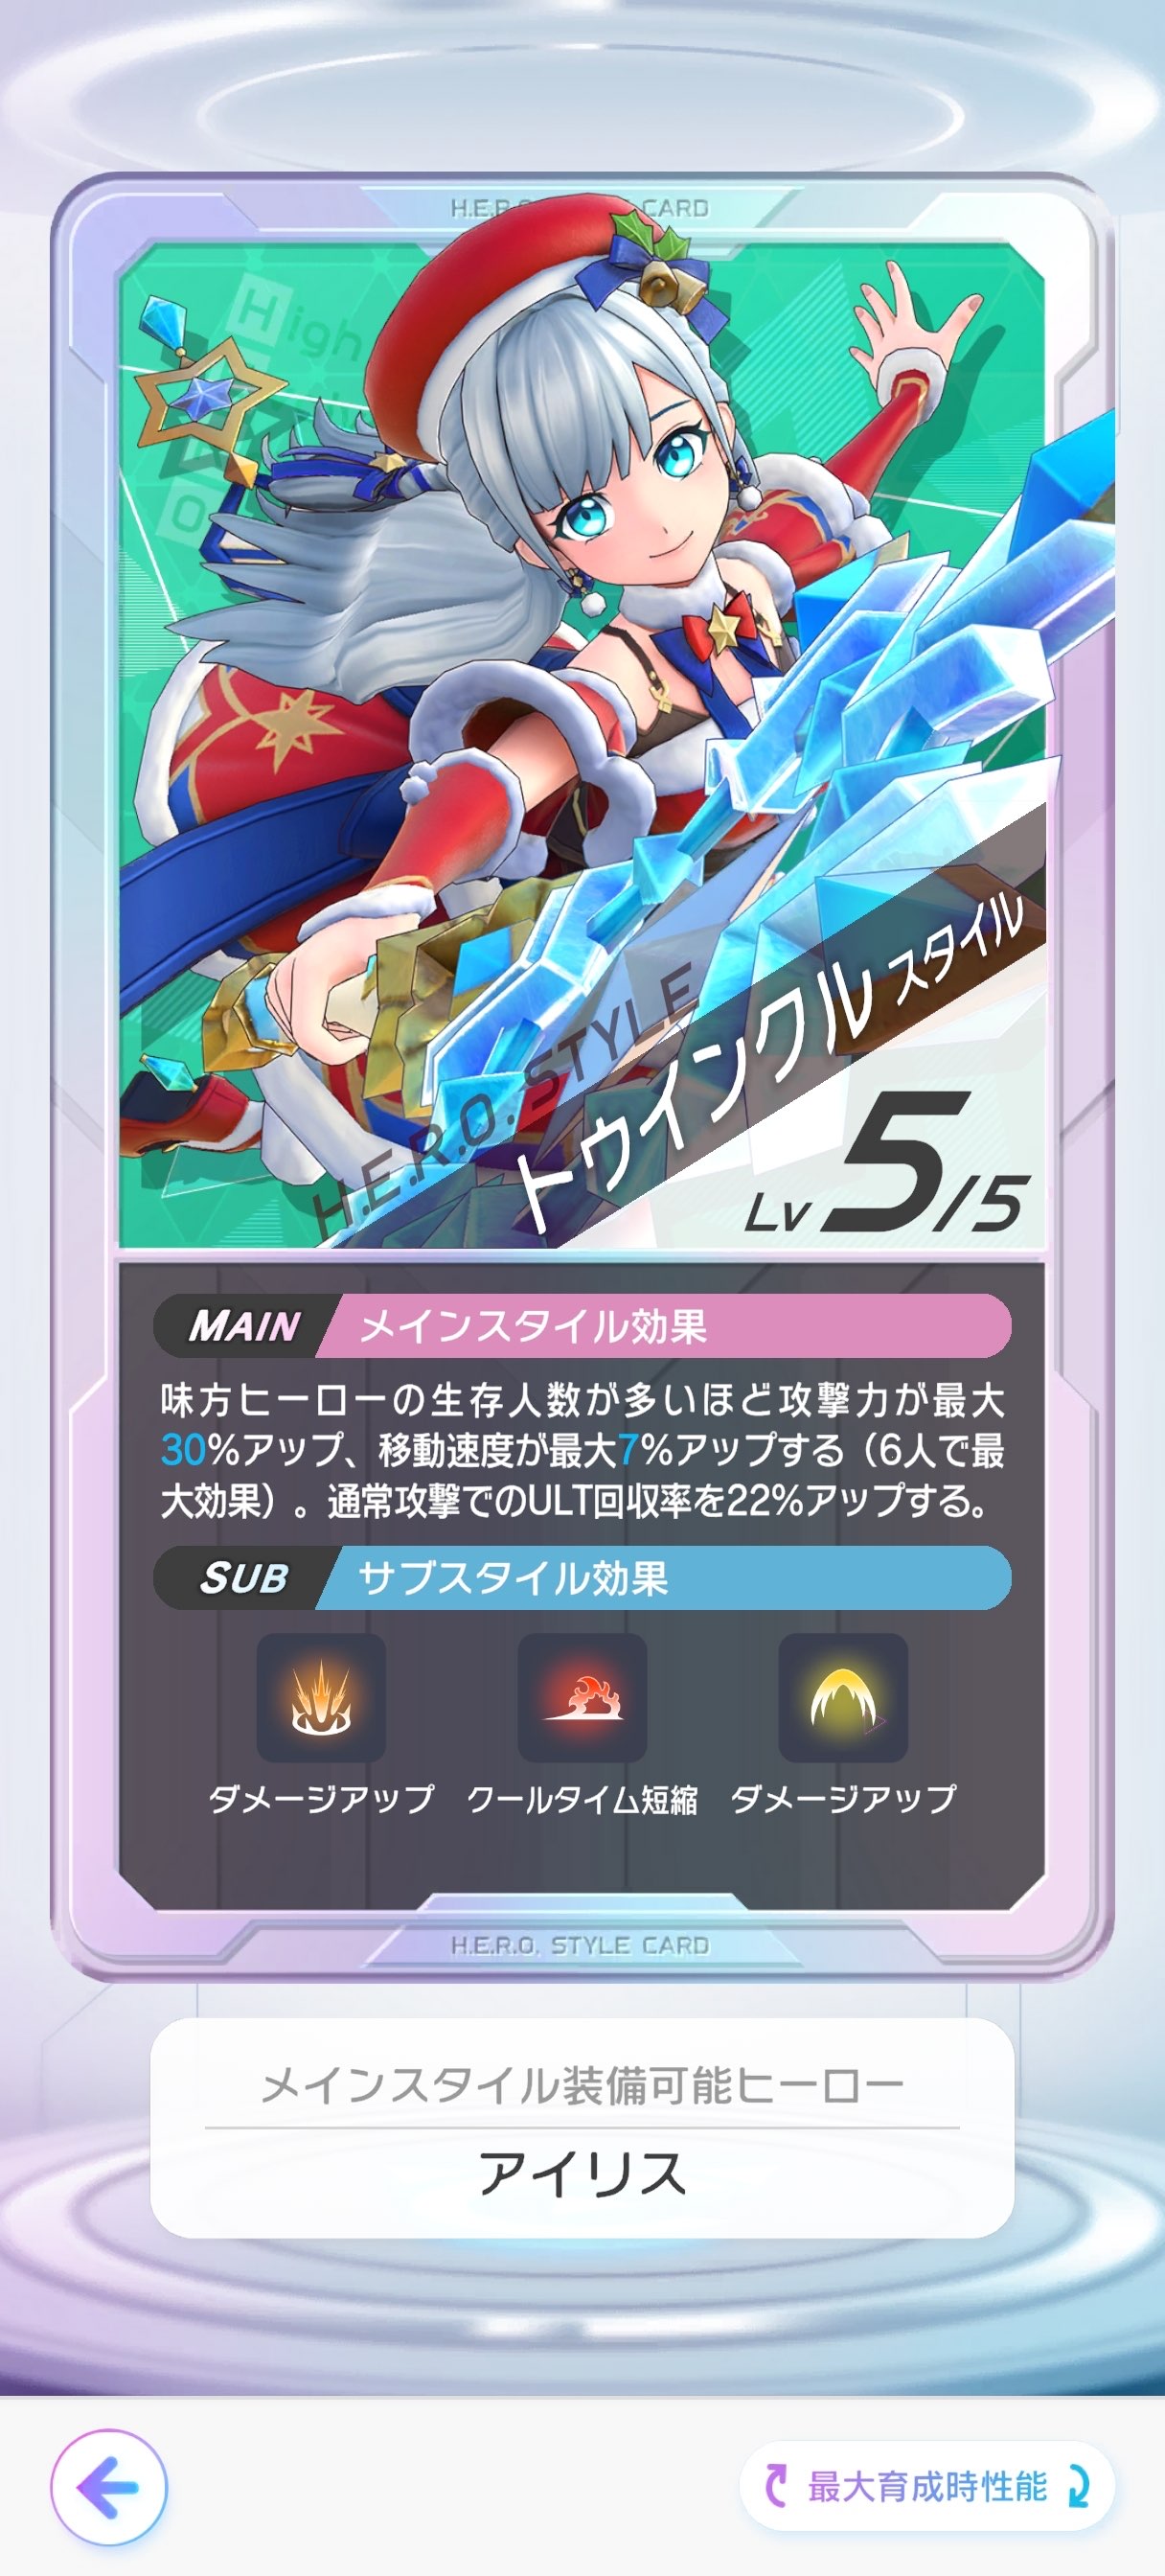 H.E.R.O. CARD
High
トウインクルスタイル
H.E.R.O. STYLE
Lv 5/5
MAIN メインスタイル効果
味方ヒーローの生存人数が多いほど攻撃力が最大
30%アップ、移動速度が最大7%アップする（6人で最
大効果）。通常攻撃でのULT回収率を22%アップする。
SUB サブスタイル効果
ダメージアップ クールタイム短縮 ダメージアップ
H.E.R.O. STYLE CARD
メインスタイル装備可能ヒーロー
アイリス
最大育成時性能